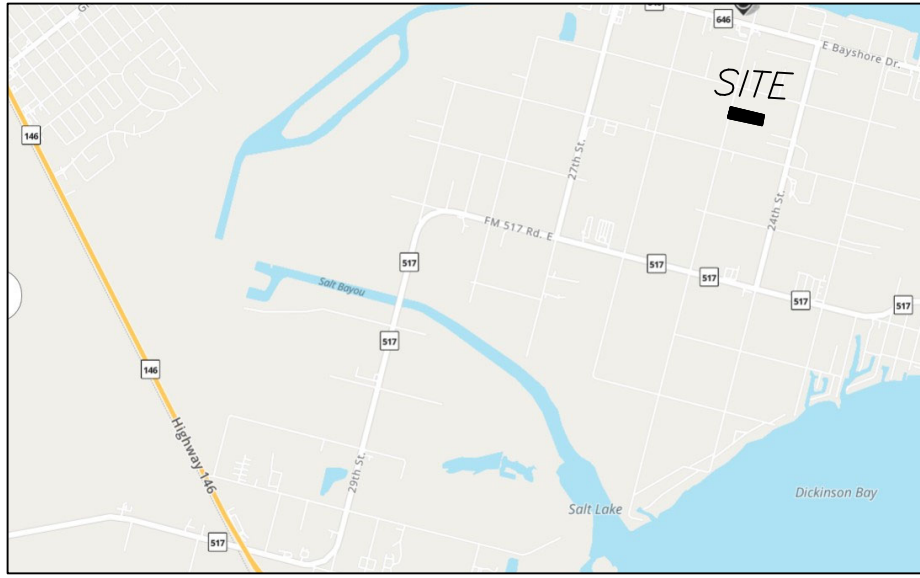 646
E Bayshore Dr.
SITE
146
27th St.
24th St.
FM 517 Rd. E
517
517
517
517
517
Salt Bayou
517
146
Highway 146
29th St.
Dickinson Bay
Salt Lake
517